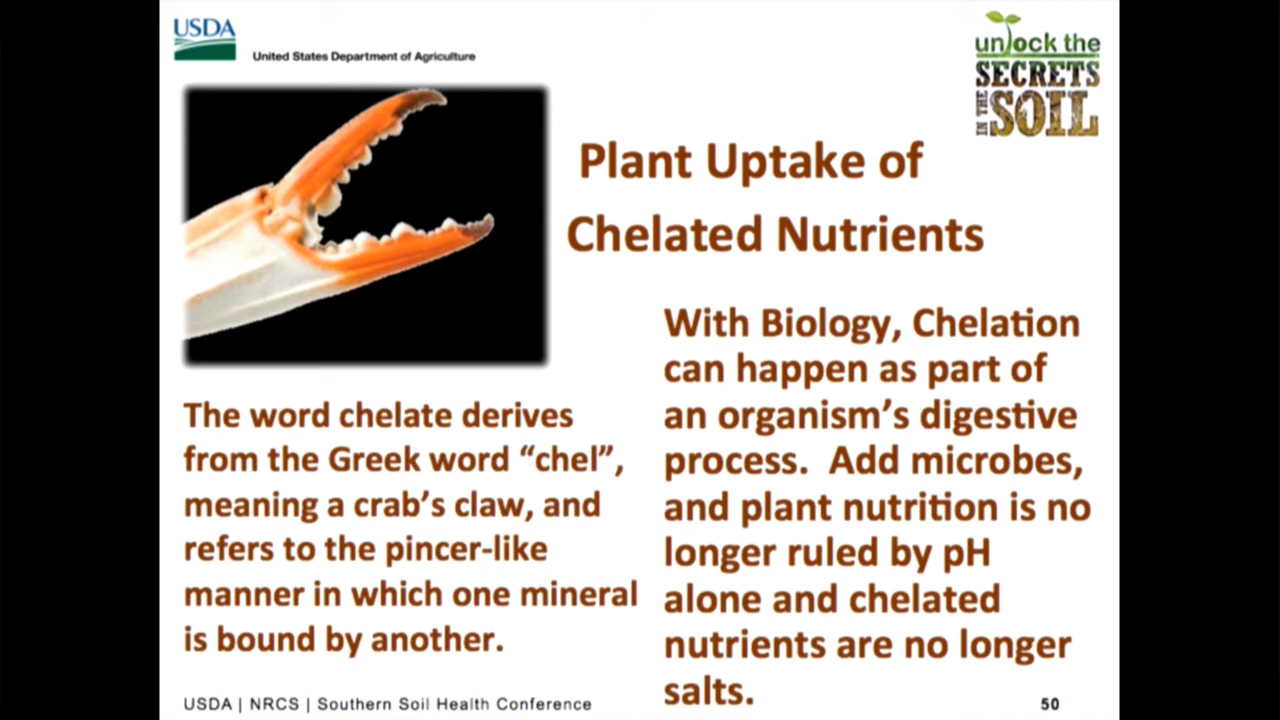 USDA
United States Department of Agriculture
unlock the
SECRETS
IN THE
SOIL
Plant Uptake of
Chelated Nutrients
The word chelate derives
from the Greek word “chel”,
meaning a crab’s claw, and
refers to the pincer-like
manner in which one mineral
is bound by another.
With Biology, Chelation
can happen as part of
an organism’s digestive
process.  Add microbes,
and plant nutrition is no
longer ruled by pH
alone and chelated
nutrients are no longer
salts.
USDA | NRCS | Southern Soil Health Conference
50